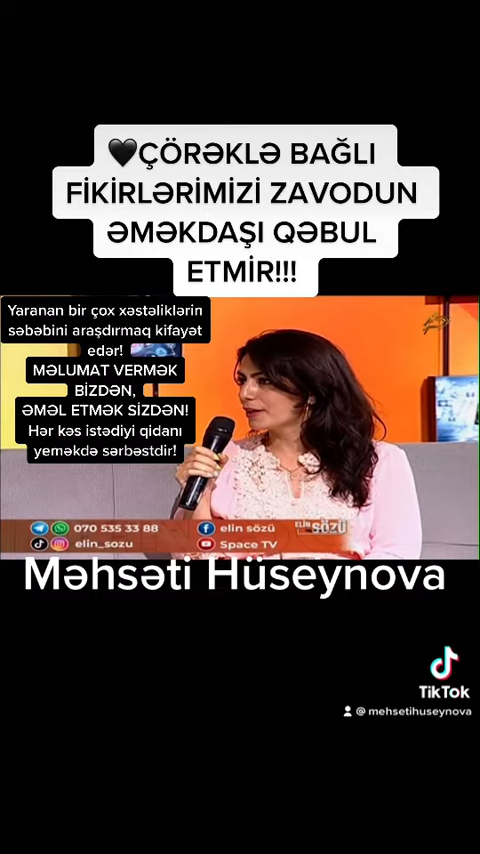 🖤ÇÖRƏKLƏ BAĞLI
FİKİRLƏRİMİZİ ZAVODUN
ƏMƏKDAŞI QƏBUL
ETMİR!!!
Yaranan bir çox xəstəliklərin
səbəbini araşdırmaq kifayət
edər!
MƏLUMAT VERMƏK
BİZDƏN,
ƏMƏL ETMƏK SİZDƏN!
Hər kəs istədiyi qidanı
yeməkdə sərbəstdir!
070 535 33 88
elin sözü
ELİN SÖZÜ
elin_sozu
Space TV
Məhsəti Hüseynova
TikTok
@ mehsetihuseynova